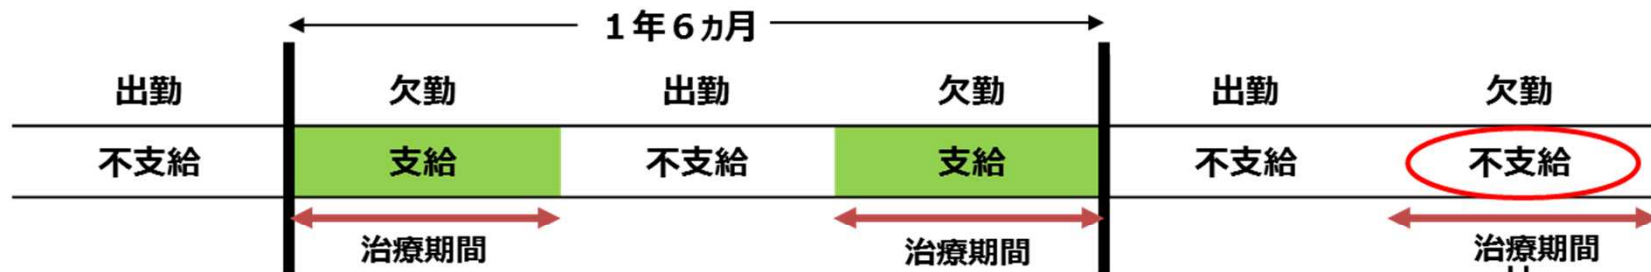 1年6ヵ月
出勤 欠勤 出勤 欠勤 出勤 欠勤
不支給 支給 不支給 支給 不支給 不支給
治療期間 治療期間 治療期間